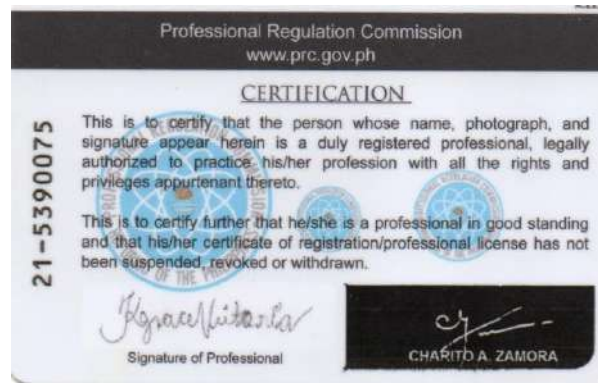 Professional Regulation Commission
www.prc.gov.ph
CERTIFICATION
This is to certify that the person whose name, photograph, and
signature appear herein is a duly registered professional, legally
authorized to practice his/her profession with all the rights and
privileges appurtenant thereto.
This is to certify further that he/she is a professional in good standing
and that his/her certificate of registration/professional license has not
been suspended, revoked or withdrawn.
21-5390075
Signature of Professional
CHARITO A. ZAMORA